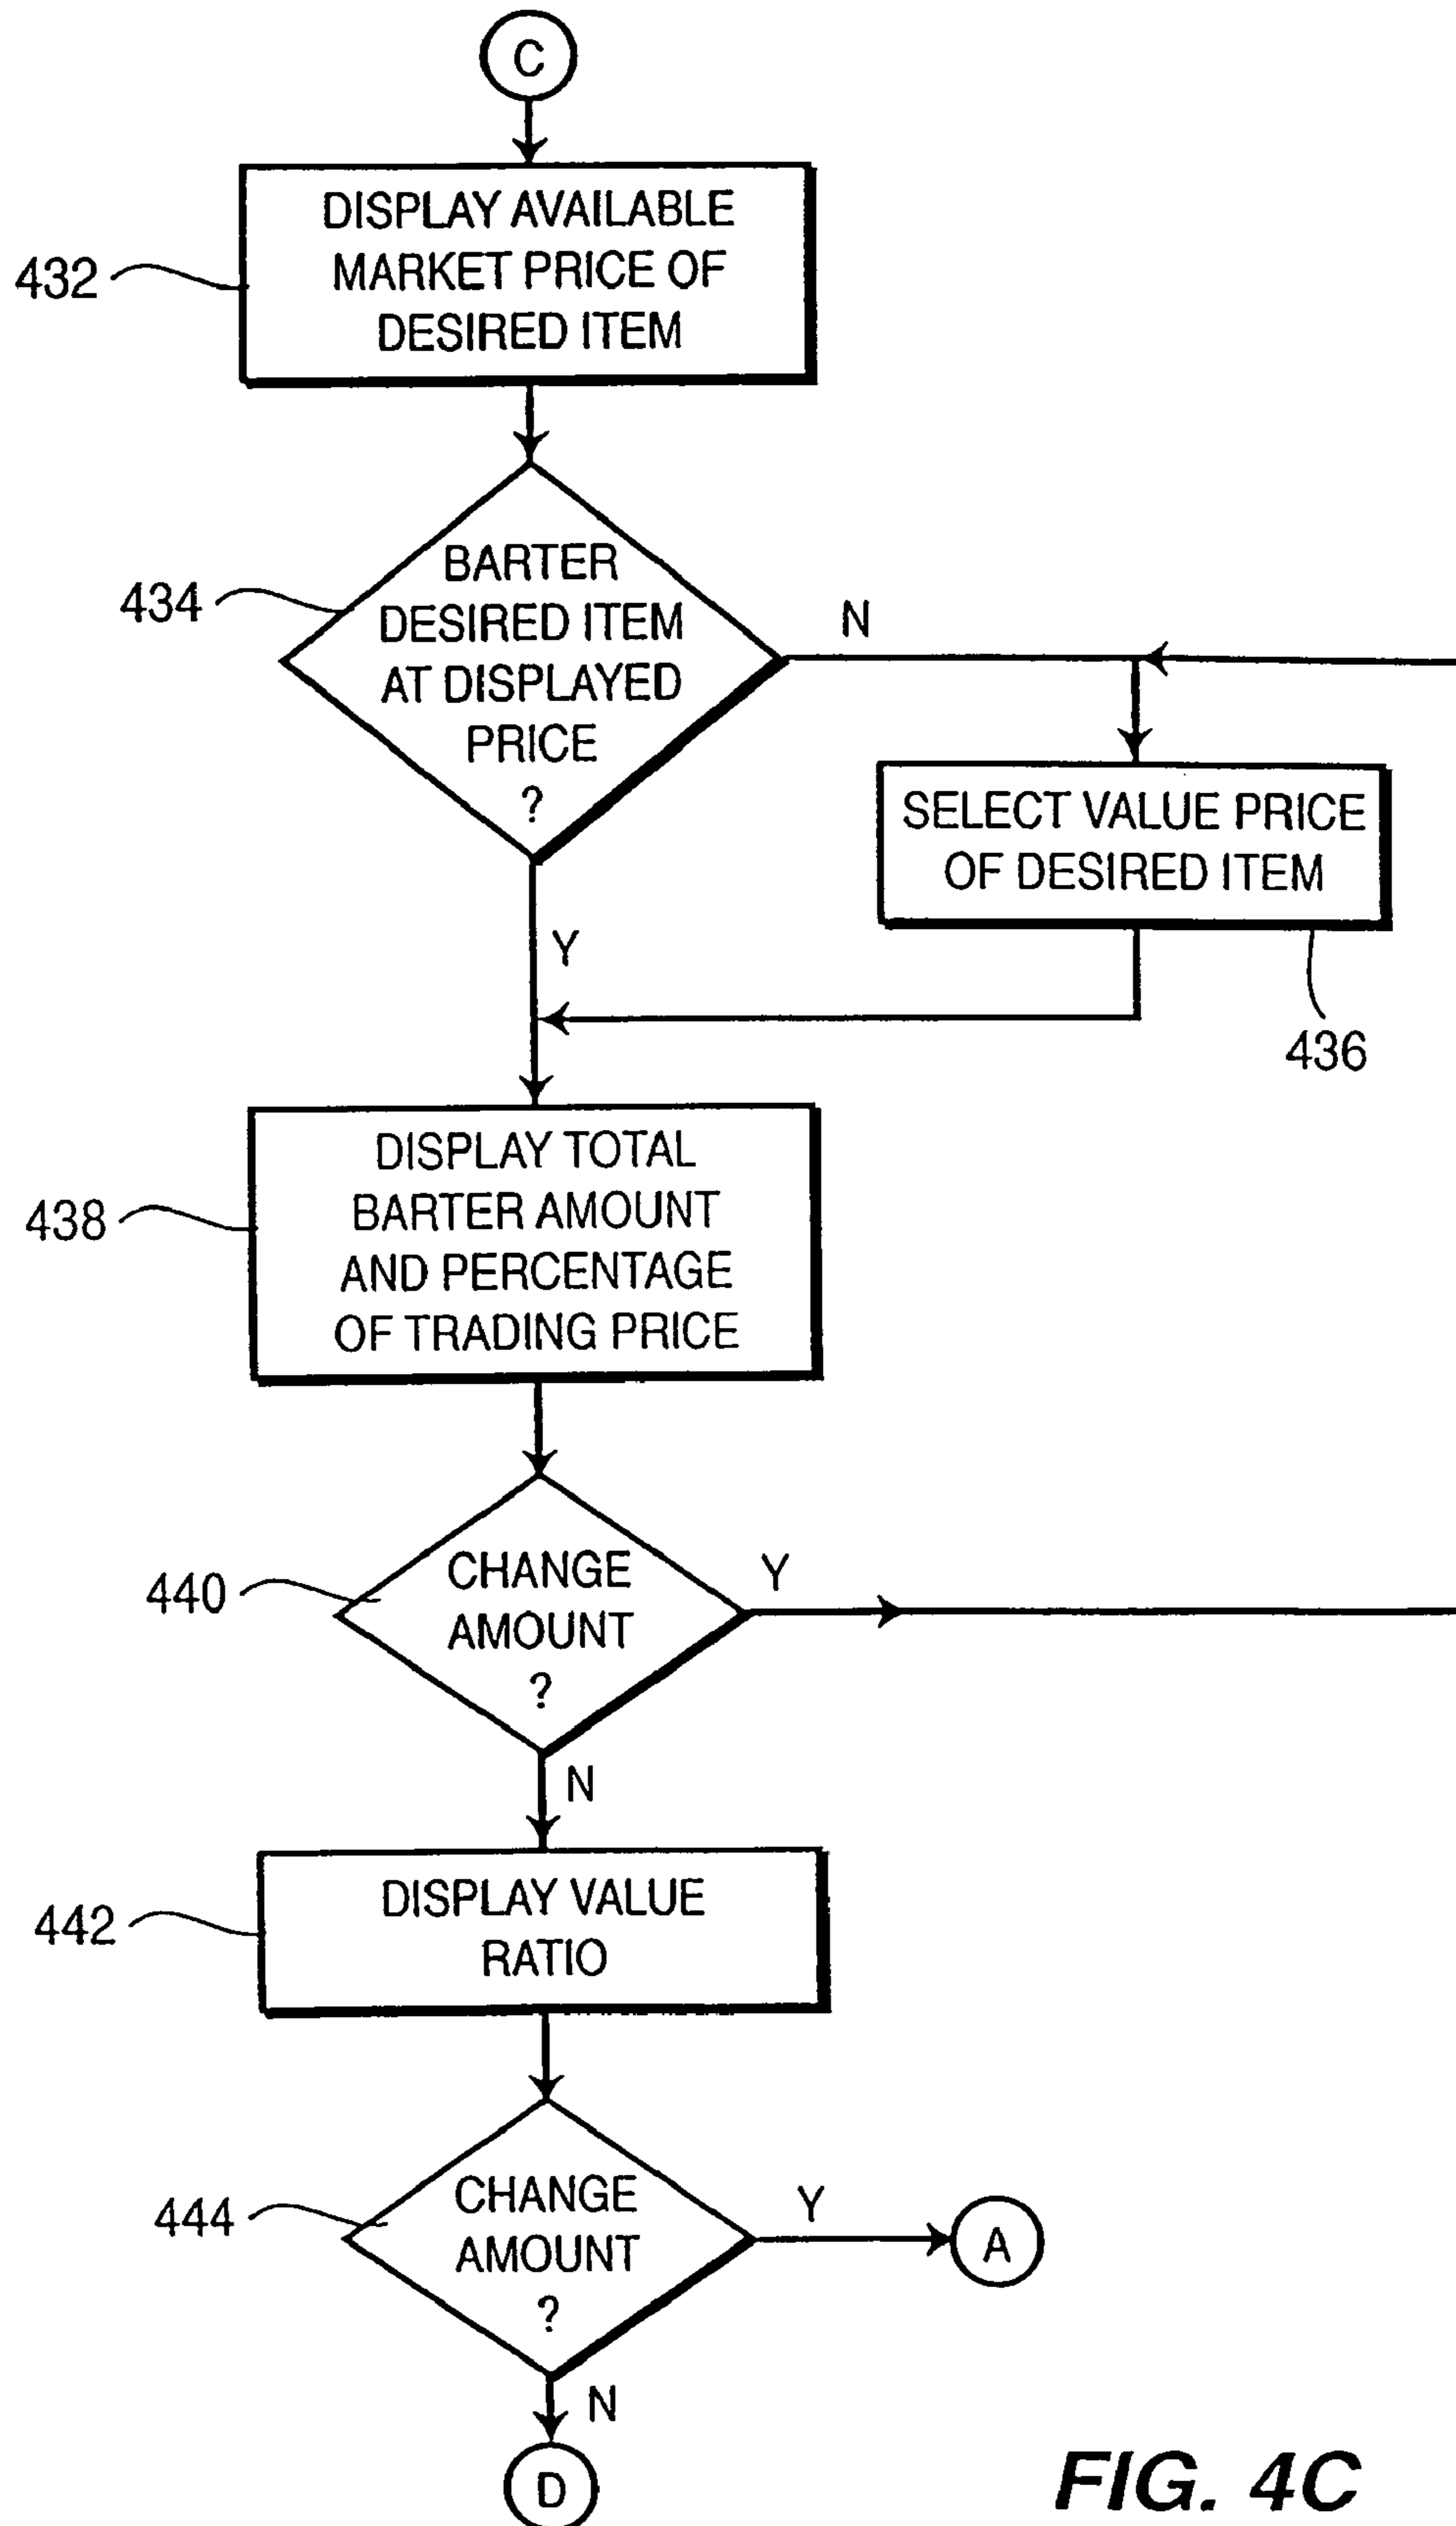 C
DISPLAY AVAILABLE
MARKET PRICE OF
DESIRED ITEM
432
BARTER
DESIRED ITEM
AT DISPLAYED
PRICE
?
434
N
SELECT VALUE PRICE
OF DESIRED ITEM
436
Y
DISPLAY TOTAL
BARTER AMOUNT
AND PERCENTAGE
OF TRADING PRICE
438
CHANGE
AMOUNT
?
440
Y
N
DISPLAY VALUE
RATIO
442
CHANGE
AMOUNT
?
444
Y
A
N
D
FIG. 4C